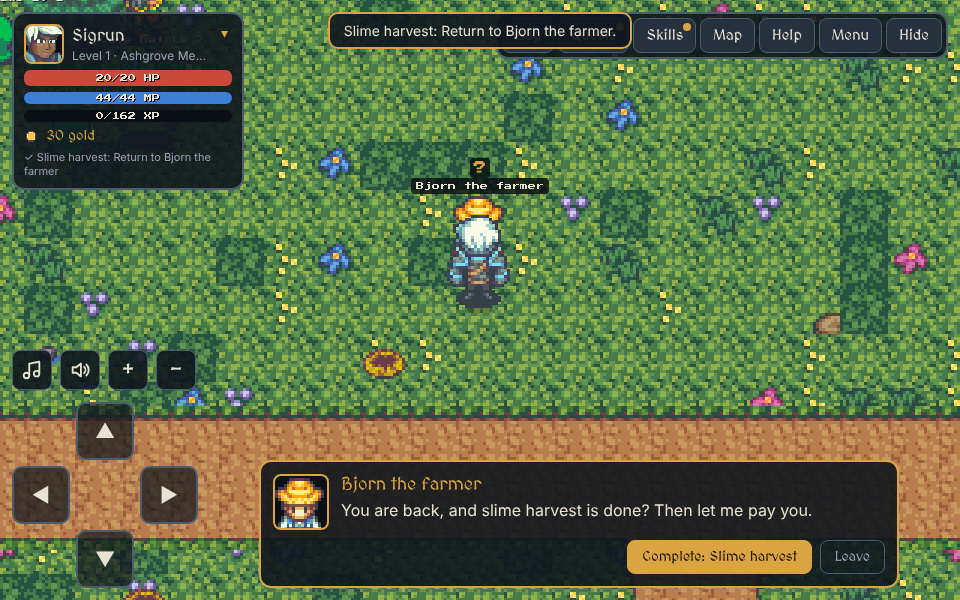 Sigrun
Level 1 · Ashgrove Me...
20/20 HP
44/44 MP
0/162 XP
30 gold
✓ Slime harvest: Return to Bjorn the
farmer
Slime harvest: Return to Bjorn the farmer.
Skills
Map
Help
Menu
Hide
?
Bjorn the farmer
Bjorn the farmer
You are back, and slime harvest is done? Then let me pay you.
Complete: Slime harvest
Leave